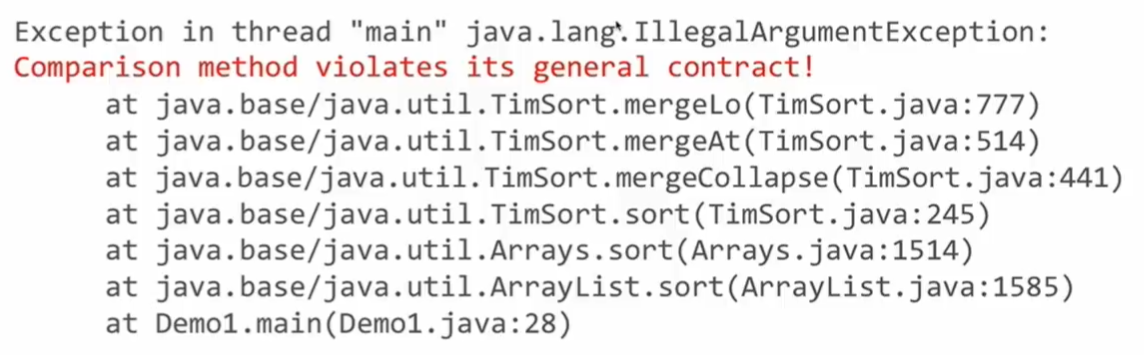 Exception in thread "main" java.lang.IllegalArgumentException:
Comparison method violates its general contract!
at java.base/java.util.TimSort.mergeLo(TimSort.java:777)
at java.base/java.util.TimSort.mergeAt(TimSort.java:514)
at java.base/java.util.TimSort.mergeCollapse(TimSort.java:441)
at java.base/java.util.TimSort.sort(TimSort.java:245)
at java.base/java.util.Arrays.sort(Arrays.java:1514)
at java.base/java.util.ArrayList.sort(ArrayList.java:1585)
at Demo1.main(Demo1.java:28)